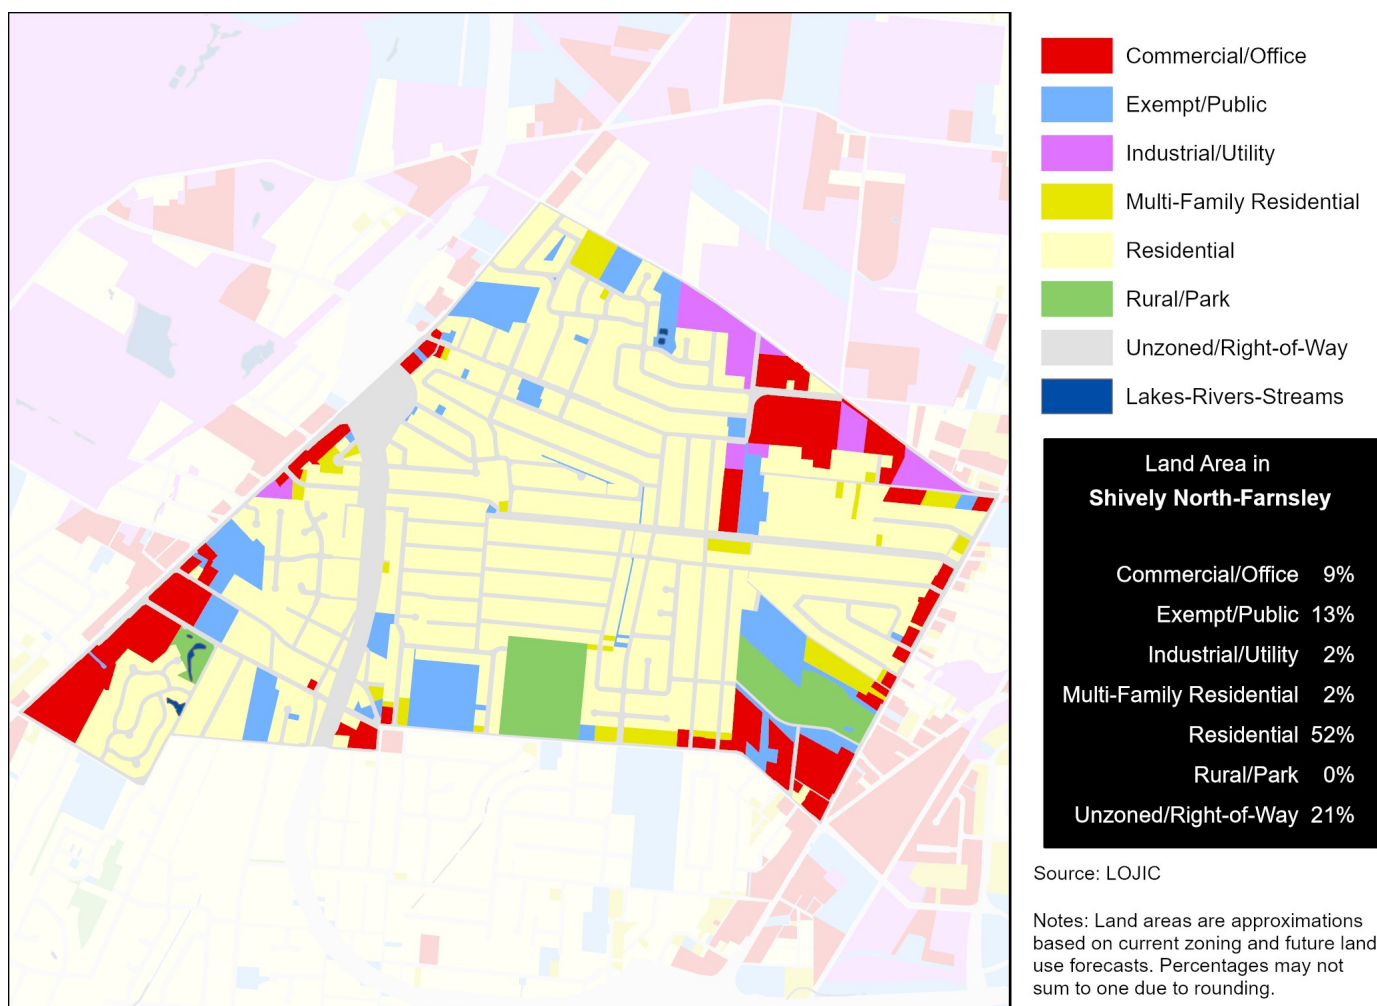 Commercial/Office
Exempt/Public
Industrial/Utility
Multi-Family Residential
Residential
Rural/Park
Unzoned/Right-of-Way
Lakes-Rivers-Streams
Land Area in
Shively North-Farnsley
Commercial/Office 9%
Exempt/Public 13%
Industrial/Utility 2%
Multi-Family Residential 2%
Residential 52%
Rural/Park 0%
Unzoned/Right-of-Way 21%
Source: LOJIC
Notes: Land areas are approximations
based on current zoning and future land
use forecasts. Percentages may not
sum to one due to rounding.